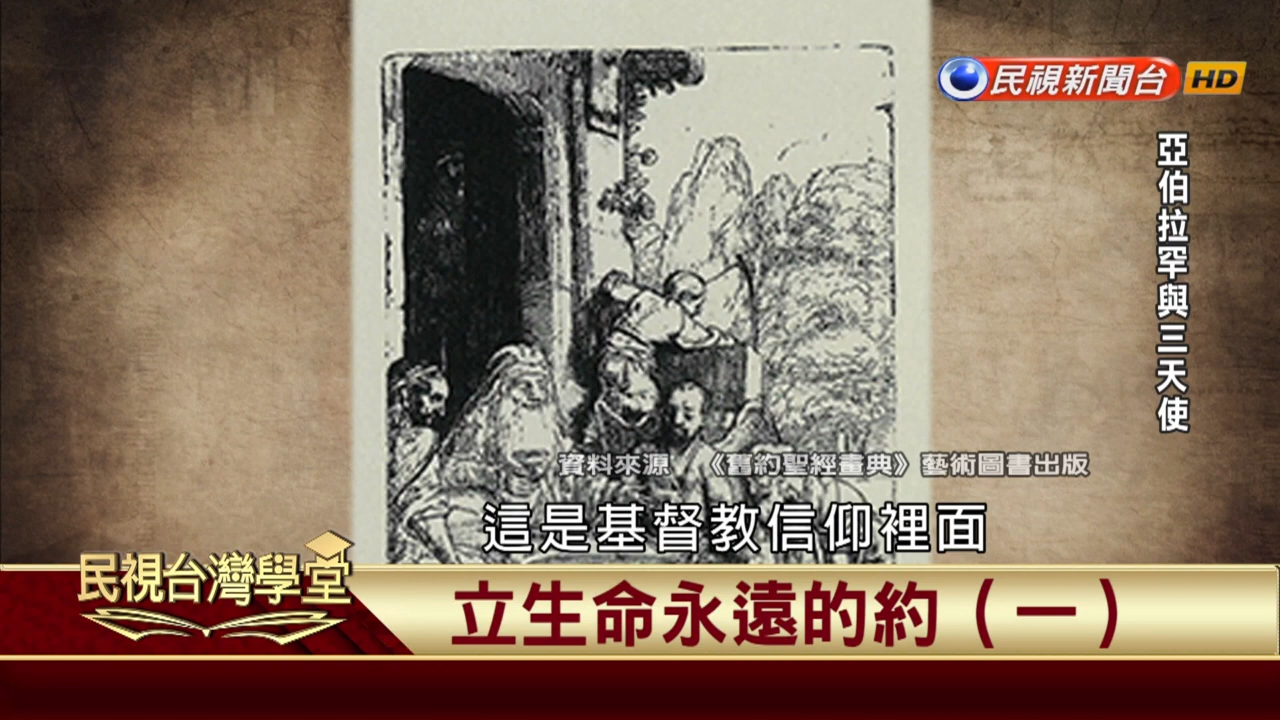 民視新聞台 HD
亞伯拉罕與三天使
資料來源 《舊約聖經畫典》藝術圖書出版
這是基督教信仰裡面
民視台灣學堂
立生命永遠的約（一）